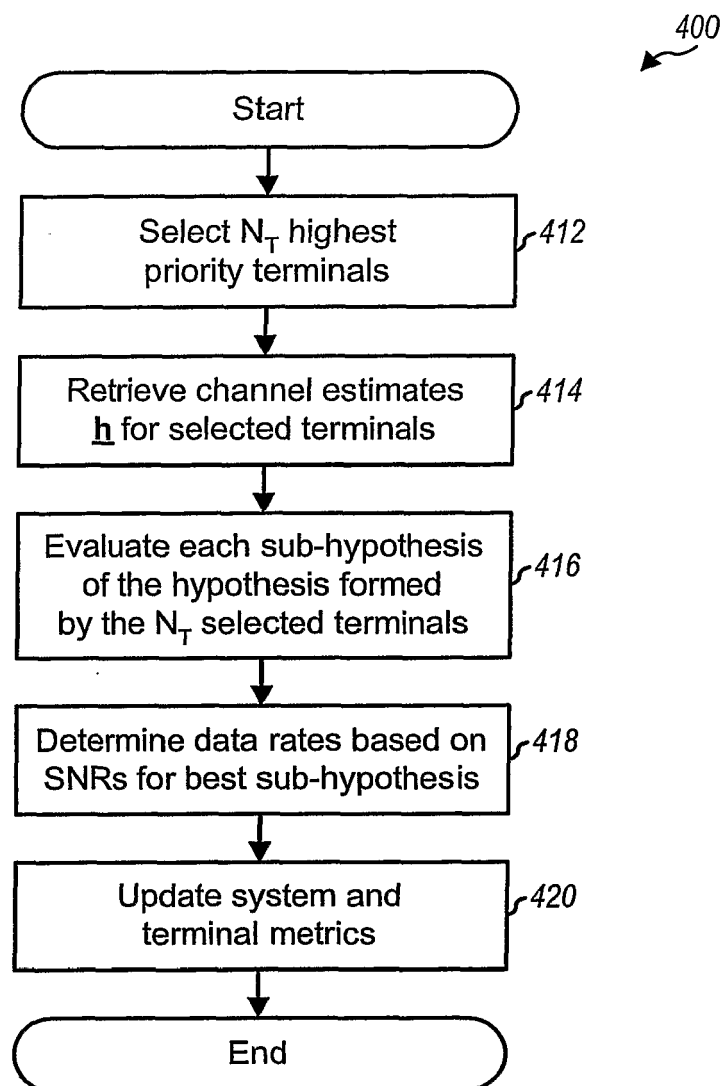 400
Start
Select N_T highest
priority terminals
412
Retrieve channel estimates
h for selected terminals
414
Evaluate each sub-hypothesis
of the hypothesis formed
by the N_T selected terminals
416
Determine data rates based on
SNRs for best sub-hypothesis
418
Update system and
terminal metrics
420
End